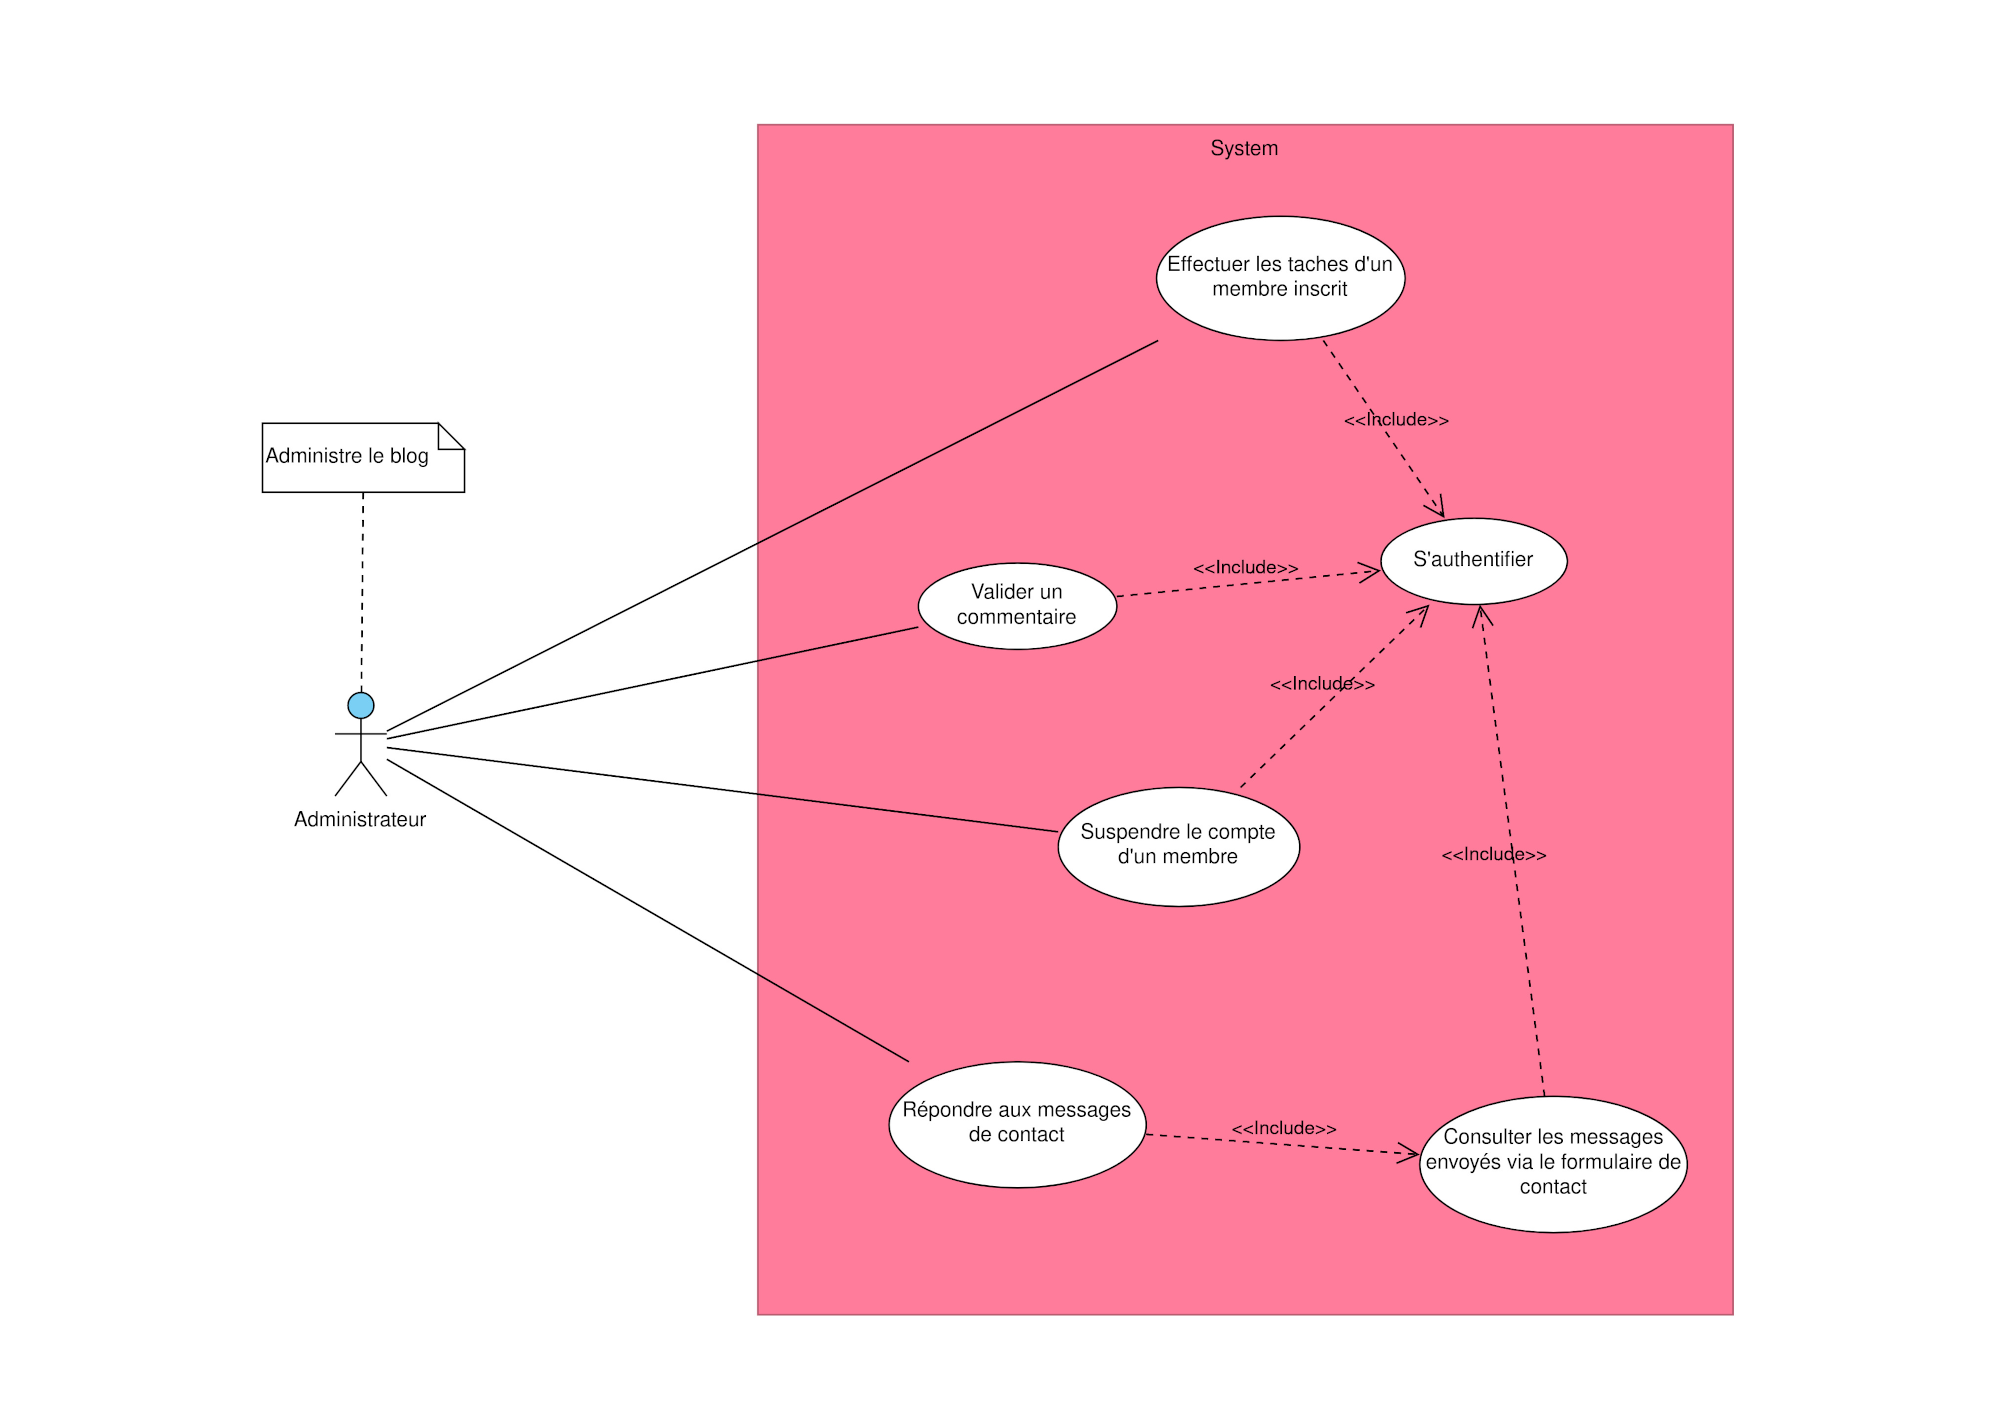 System
Effectuer les taches d'un
membre inscrit
<<Include>>
Administre le blog
S'authentifier
<<Include>>
Valider un
commentaire
<<Include>>
Administrateur
Suspendre le compte
d'un membre
<<Include>>
Répondre aux messages
de contact
<<Include>>
Consulter les messages
envoyés via le formulaire de
contact